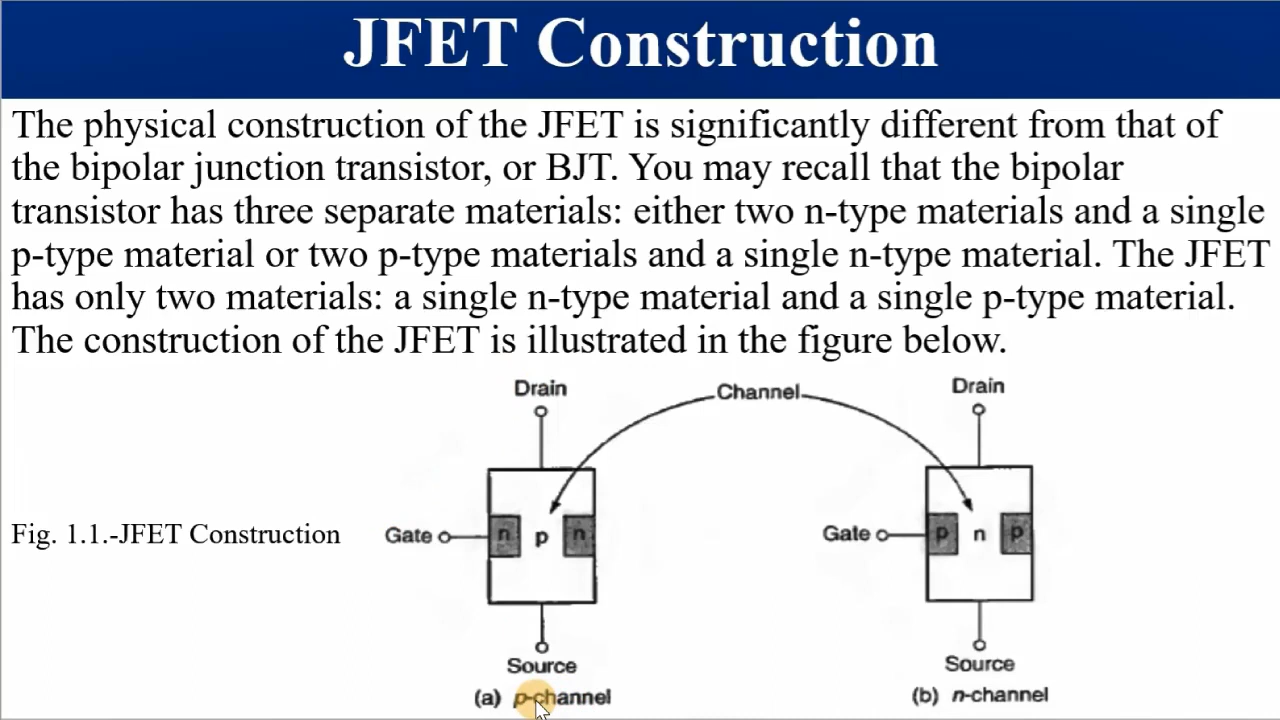 JFET Construction
The physical construction of the JFET is significantly different from that of
the bipolar junction transistor, or BJT. You may recall that the bipolar
transistor has three separate materials: either two n-type materials and a single
p-type material or two p-type materials and a single n-type material. The JFET
has only two materials: a single n-type material and a single p-type material.
The construction of the JFET is illustrated in the figure below.
Drain
Channel
Drain
Fig. 1.1.-JFET Construction
Gate
n
p
n
Gate
p
n
p
Source
Source
(a) p-channel
(b) n-channel